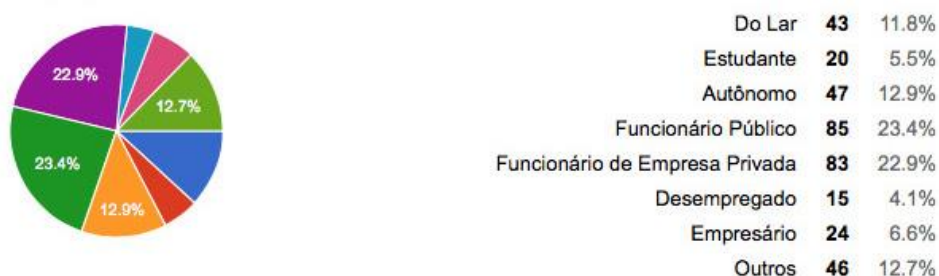 22.9%
12.7%
23.4%
12.9%
Do Lar 43 11.8%
Estudante 20 5.5%
Autônomo 47 12.9%
Funcionário Público 85 23.4%
Funcionário de Empresa Privada 83 22.9%
Desempregado 15 4.1%
Empresário 24 6.6%
Outros 46 12.7%